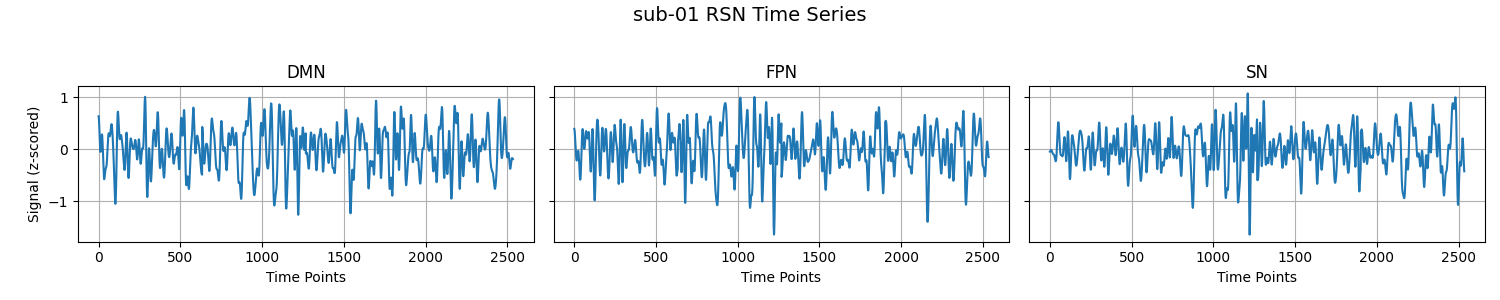 sub-01 RSN Time Series
DMN
FPN
SN
Signal (z-scored)
1
0
−1
0 500 1000 1500 2000 2500
0 500 1000 1500 2000 2500
0 500 1000 1500 2000 2500
Time Points
Time Points
Time Points